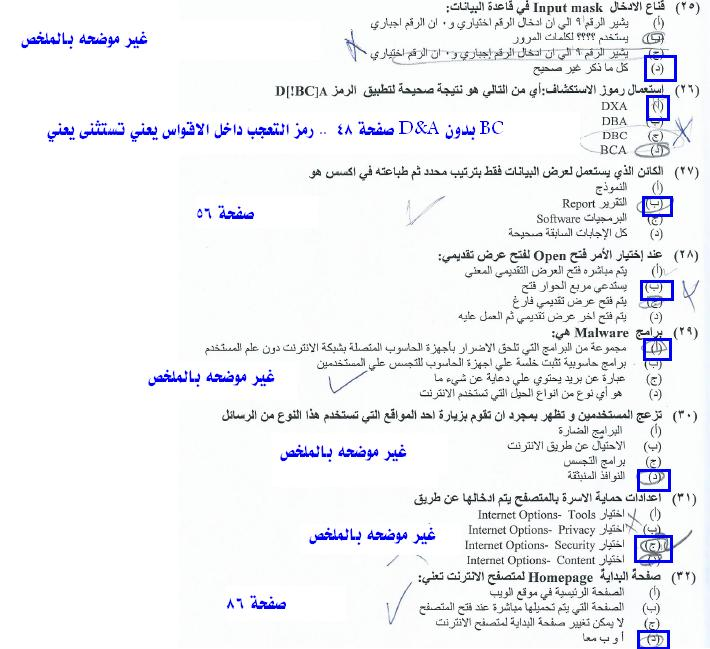 (٢٥) قناع الادخال Input mask في قاعدة البيانات:
(أ) يشير الرقم ٩ الي ان ادخال الرقم اختياري و ٠ ان الرقم اجباري
غير موضحه بالملخص
(ب) يستخدم ؟؟؟؟ لكلمات المرور
(ج) يشير الرقم ٩ الي ان ادخال الرقم إجباري و ٠ ان الرقم إختياري
(د) كل ما ذكر غير صحيح
(٢٦) إستعمال رموز الاستكشاف:أي من التالي هو نتيجة صحيحة لتطبيق الرمز D[!BC]A
(أ) DXA
(ب) DBA
BC بدون D&A صفحة ٤٨ .. رمز التعجب داخل الاقواس يعني تستثنى يعني
(ج) DBC
(د) BCA
(٢٧) الكائن الذي يستعمل لعرض البيانات فقط بترتيب محدد ثم طباعته في اكسس هو
(أ) النموذج
(ب) التقرير Report
صفحة ٥٦
(ج) البرمجيات Software
(د) كل الإجابات السابقة صحيحة
(٢٨) عند إختيار الأمر فتح Open لفتح عرض تقديمي:
(أ) يتم مباشره فتح العرض التقديمي المعنى
(ب) يستدعي مربع الحوار فتح
(ج) يتم فتح عرض تقديمي فارغ
(د) يتم فتح اخر عرض تقديمي ثم العمل عليه
(٢٩) برامج Malware هي:
(أ) مجموعة من البرامج التي تلحق الاضرار بأجهزة الحاسوب المتصلة بشبكة الانترنت دون علم المستخدم
(ب) برامج حاسوبية تثبت خلسة علي اجهزة الحاسوب للتجسس علي المستخدمين
غير موضحه بالملخص
(ج) عبارة عن بريد يحتوي علي دعاية عن شيء ما
(د) هو أي نوع من انواع الحيل التي تستخدم الانترنت
(٣٠) تزعج المستخدمين و تظهر بمجرد ان تقوم بزيارة احد المواقع التي تستخدم هذا النوع من الرسائل
(أ) البرامج الضارة
(ب) الاحتيال عن طريق الانترنت
غير موضحه بالملخص
(ج) برامج التجسس
(د) النوافذ المنبثقة
(٣١) اعدادات حماية الاسرة بالمتصفح يتم ادخالها عن طريق
(أ) اختيار Internet Options- Tools
(ب) اختيار Internet Options- Privacy
غير موضحه بالملخص
(ج) اختيار Internet Options- Security
(د) اختيار Internet Options- Content
(٣٢) صفحة البداية Homepage لمتصفح الانترنت تعني:
(أ) الصفحة الرئيسية في موقع الويب
صفحة ٨٦
(ب) الصفحة التي يتم تحميلها مباشرة عند فتح المتصفح
(ج) لا يمكن تغيير صفحة البداية لمتصفح الانترنت
(د) أ و ب معا